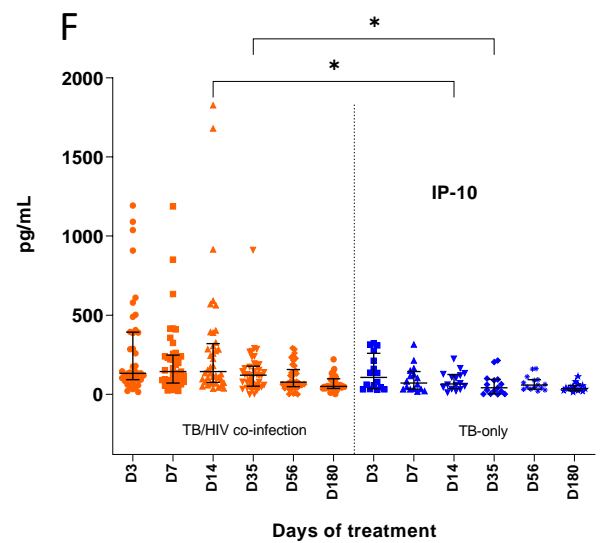 F
*
*
2000
1500
1000
500
0
pg/mL
IP-10
TB/HIV co-infection
TB-only
D3
D7
D14
D35
D56
D180
D3
D7
D14
D35
D56
D180
Days of treatment